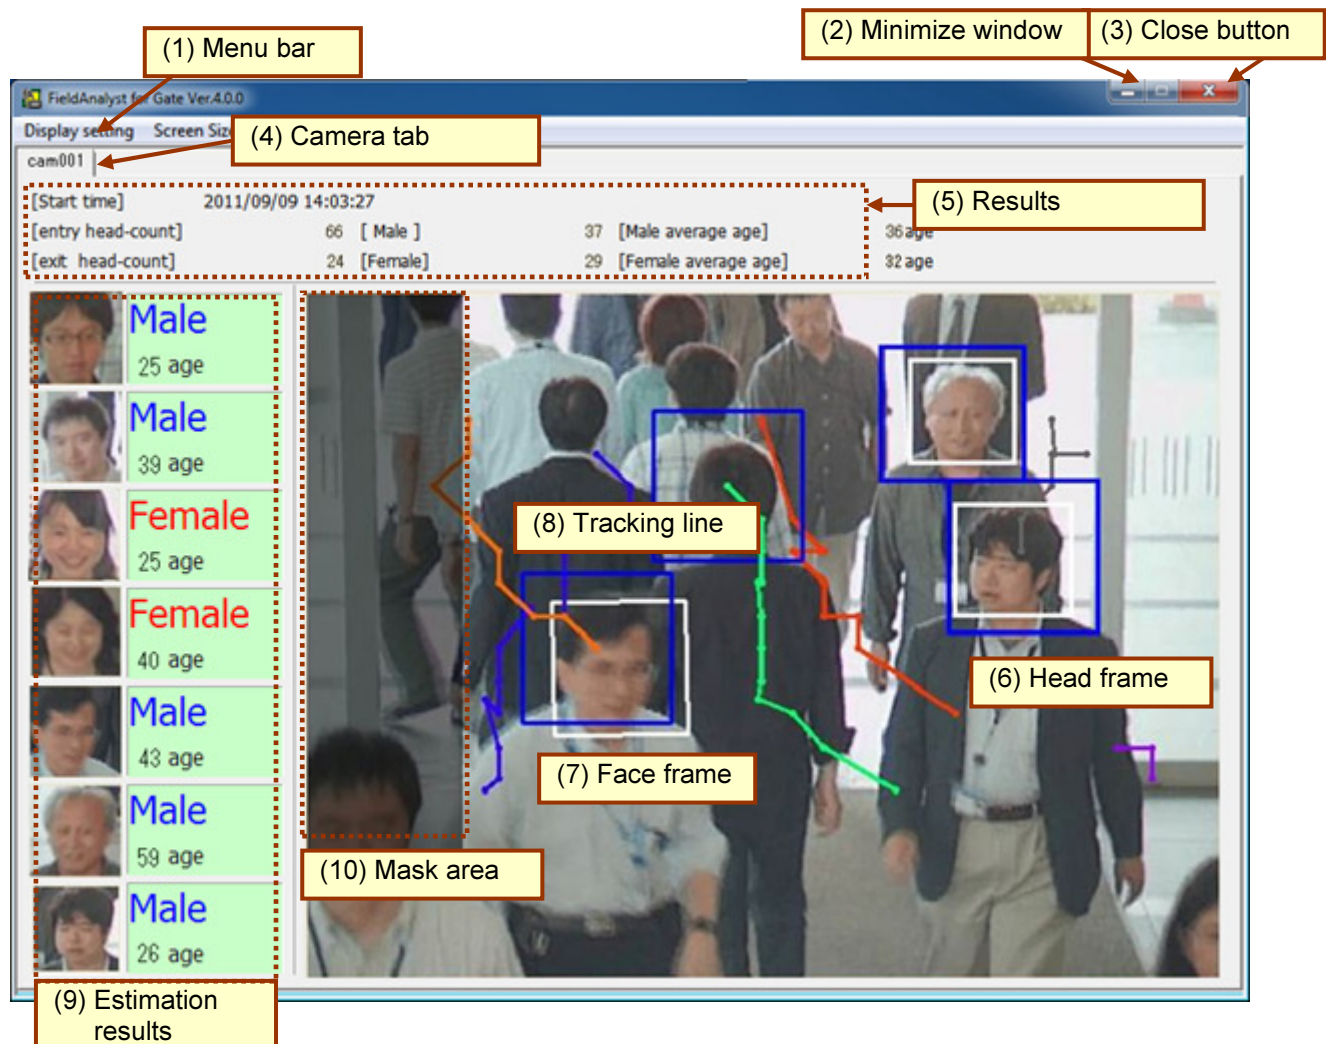 (2) Minimize window
(3) Close button
(1) Menu bar
FieldAnalyst for Gate Ver.4.0.0
Display setting Screen Size
(4) Camera tab
cam001
[Start time] 2011/09/09 14:03:27
(5) Results
[entry head-count] 66 [ Male ] 37 [Male average age] 36 age
[exit head-count] 24 [Female] 29 [Female average age] 32 age
Male
25 age
Male
39 age
Female
25 age
Female
40 age
Male
43 age
Male
59 age
Male
26 age
(8) Tracking line
(6) Head frame
(7) Face frame
(10) Mask area
(9) Estimation
results